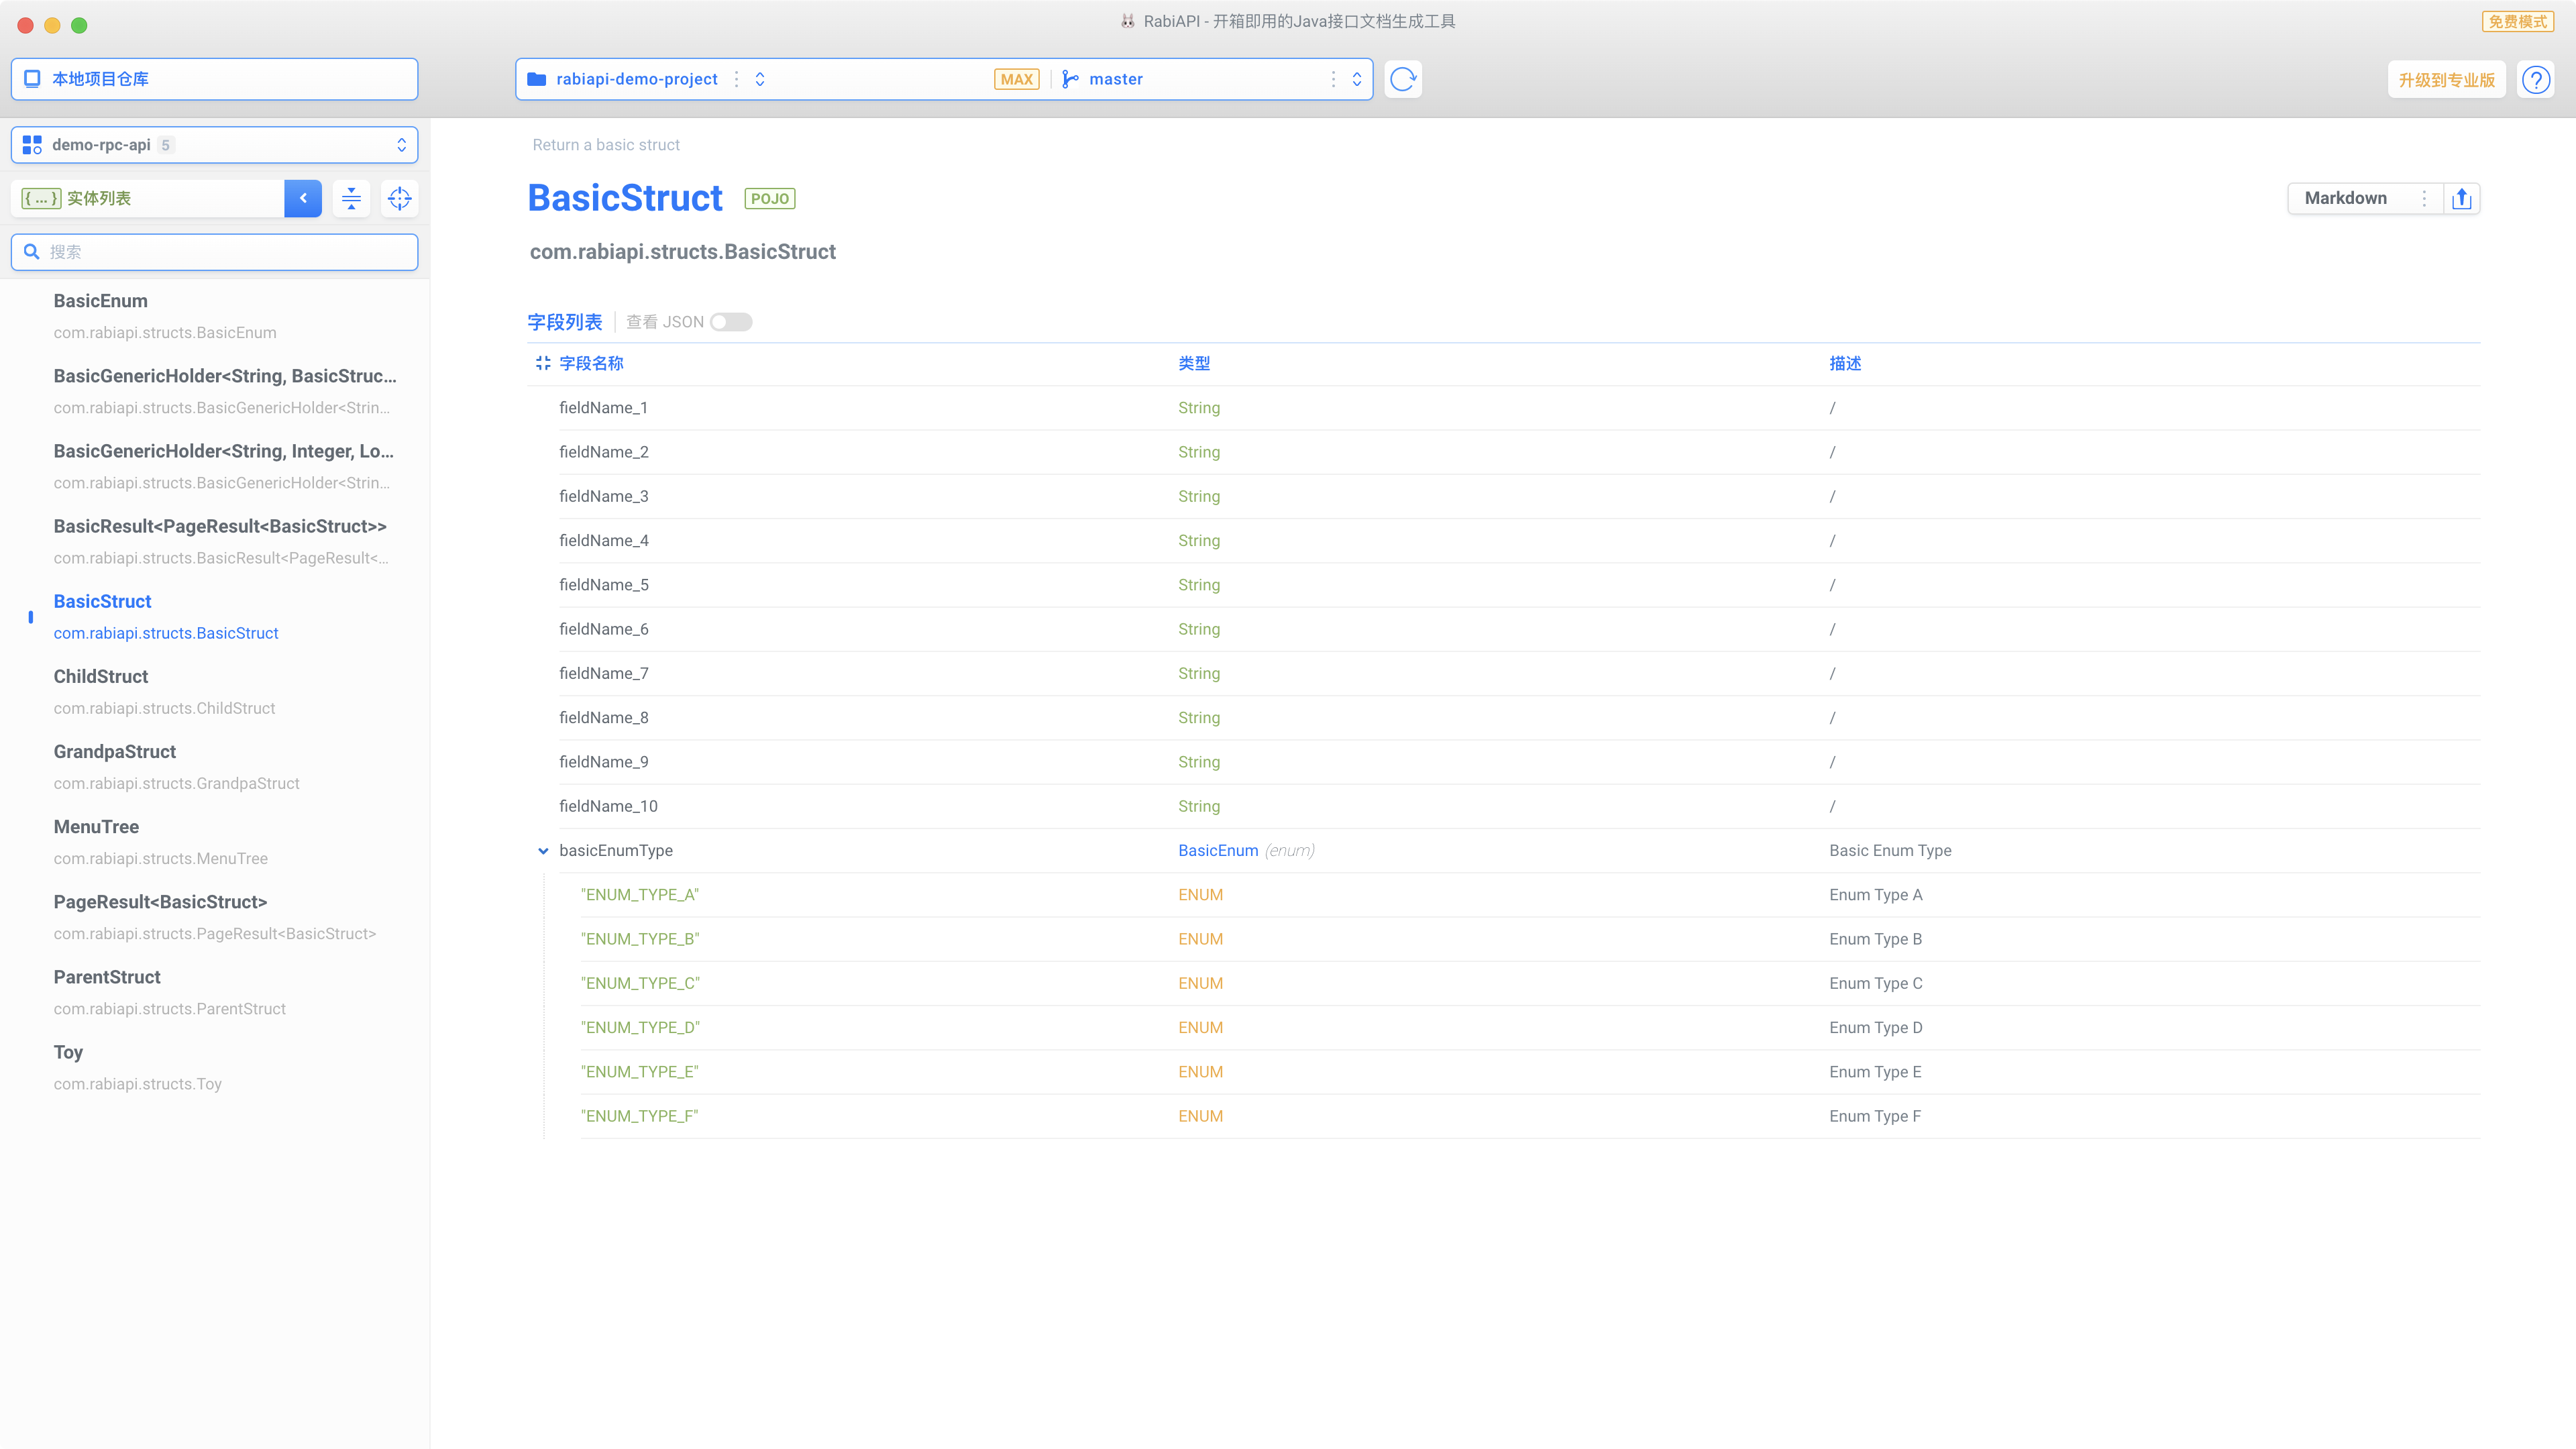 RabiAPI - 开箱即用的Java接口文档生成工具
免费模式
本地项目仓库
rabiapi-demo-project
MAX
master
升级到专业版
demo-rpc-api 5
{ ... } 实体列表
搜索
BasicEnum
com.rabiapi.structs.BasicEnum
BasicGenericHolder<String, BasicStruc...
com.rabiapi.structs.BasicGenericHolder<Strin...
BasicGenericHolder<String, Integer, Lo...
com.rabiapi.structs.BasicGenericHolder<Strin...
BasicResult<PageResult<BasicStruct>>
com.rabiapi.structs.BasicResult<PageResult<...
BasicStruct
com.rabiapi.structs.BasicStruct
ChildStruct
com.rabiapi.structs.ChildStruct
GrandpaStruct
com.rabiapi.structs.GrandpaStruct
MenuTree
com.rabiapi.structs.MenuTree
PageResult<BasicStruct>
com.rabiapi.structs.PageResult<BasicStruct>
ParentStruct
com.rabiapi.structs.ParentStruct
Toy
com.rabiapi.structs.Toy
Return a basic struct
BasicStruct POJO
Markdown
com.rabiapi.structs.BasicStruct
字段列表 查看 JSON
字段名称 类型 描述
fieldName_1 String /
fieldName_2 String /
fieldName_3 String /
fieldName_4 String /
fieldName_5 String /
fieldName_6 String /
fieldName_7 String /
fieldName_8 String /
fieldName_9 String /
fieldName_10 String /
basicEnumType BasicEnum (enum) Basic Enum Type
"ENUM_TYPE_A" ENUM Enum Type A
"ENUM_TYPE_B" ENUM Enum Type B
"ENUM_TYPE_C" ENUM Enum Type C
"ENUM_TYPE_D" ENUM Enum Type D
"ENUM_TYPE_E" ENUM Enum Type E
"ENUM_TYPE_F" ENUM Enum Type F